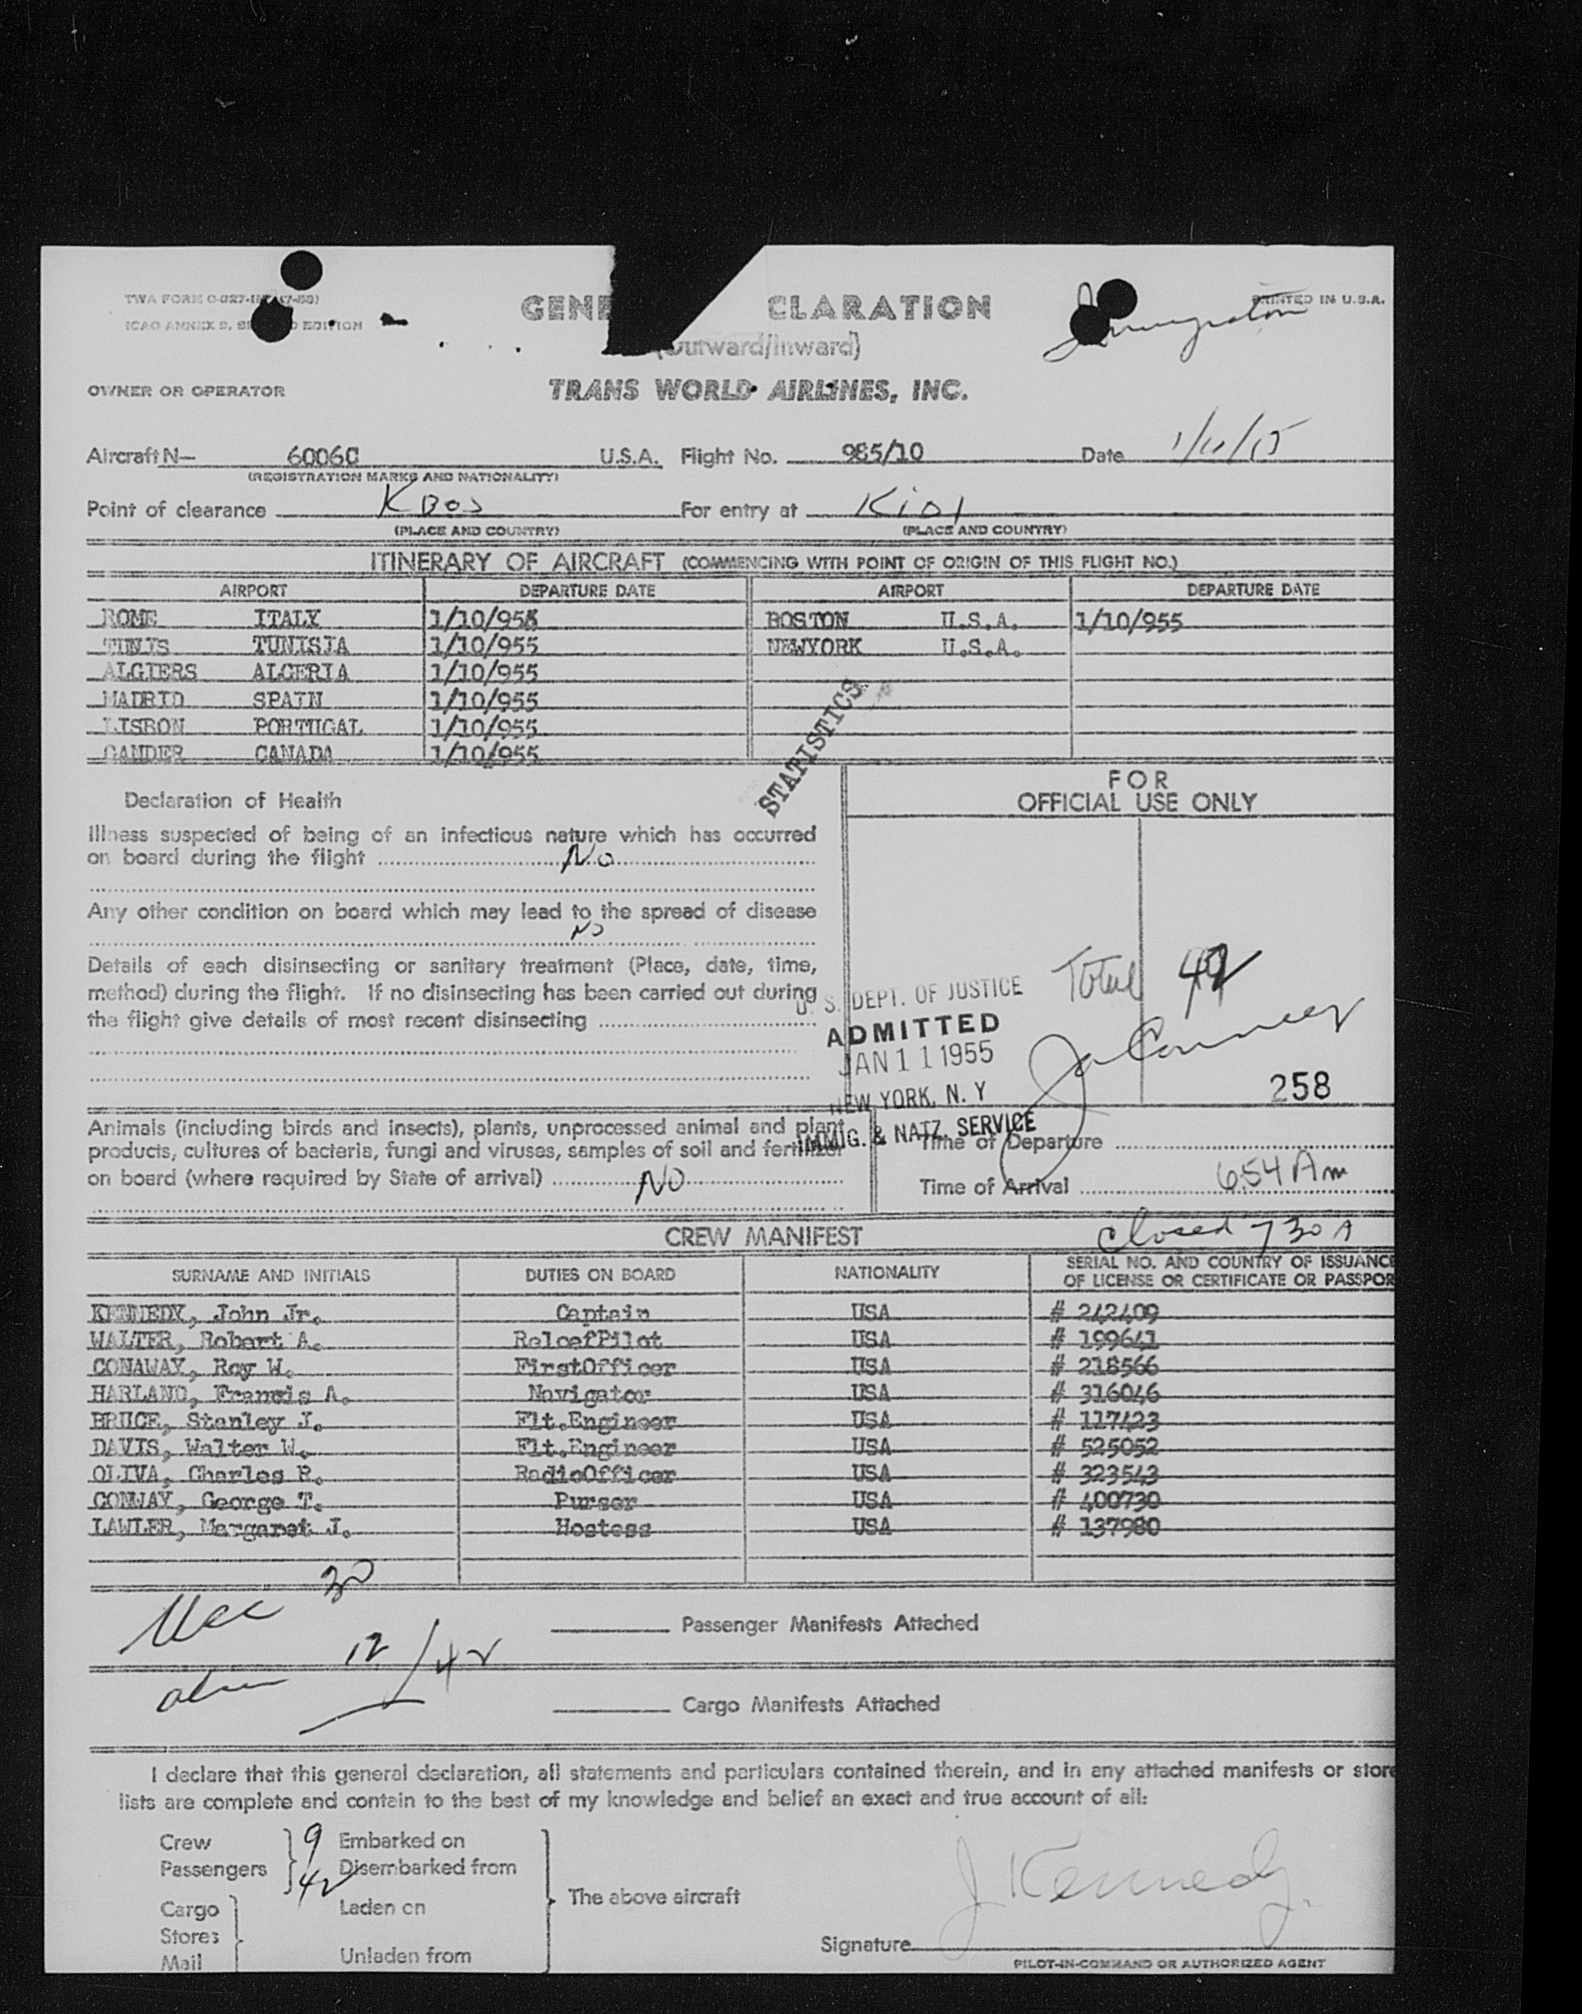 TWA FORM
PRINTED IN U.S.A.
ICAO ANNEX 9, EDITION
GENE CLARATION
Immigration
(Outward/Inward)
OWNER OR OPERATOR TRANS WORLD AIRLINES, INC.
Aircraft N— 6006C U.S.A. Flight No. 985/10 Date 1/11/55
(REGISTRATION MARKS AND NATIONALITY)
Point of clearance K Bos For entry at
(PLACE AND COUNTRY) (PLACE AND COUNTRY)
ITINERARY OF AIRCRAFT (COMMENCING WITH POINT OF ORIGIN OF THIS FLIGHT NO.)
AIRPORT DEPARTURE DATE AIRPORT DEPARTURE DATE
ROME ITALY 1/10/955 BOSTON U.S.A. 1/10/955
TUNIS TUNISIA 1/10/955 NEWYORK U.S.A.
ALGIERS ALGERIA 1/10/955
MADRID SPAIN 1/10/955
LISBON PORTUGAL 1/10/955
GANDER CANADA 1/10/955
STATISTICS
Declaration of Health
Illness suspected of being of an infectious nature which has occurred
on board during the flight No
Any other condition on board which may lead to the spread of disease
No
Details of each disinsecting or sanitary treatment (Place, date, time,
method) during the flight. If no disinsecting has been carried out during
the flight give details of most recent disinsecting
FOR
OFFICIAL USE ONLY
Total 42
U. S. DEPT. OF JUSTICE
ADMITTED
JAN 11 1955
NEW YORK, N. Y
IMMIG. & NATZ. SERVICE
258
Animals (including birds and insects), plants, unprocessed animal and plant
products, cultures of bacteria, fungi and viruses, samples of soil and fertilizer
on board (where required by State of arrival) NO
Time of Departure
Time of Arrival 654 Am
closed 730 A
CREW MANIFEST
SURNAME AND INITIALS DUTIES ON BOARD NATIONALITY SERIAL NO. AND COUNTRY OF ISSUANCE
OF LICENSE OR CERTIFICATE OR PASSPOR
KENNEDY, John Jr. Captain USA # 242409
WALTER, Robert A. ReleefPilot USA # 199641
CONAWAY, Roy W. FirstOfficer USA # 218566
HARLAND, Francis A. Navigator USA # 316046
BRUCE, Stanley J. Flt.Engineer USA # 117423
DAVIS, Walter W. Flt.Engineer USA # 525052
OLIVA, Charles R. RadioOfficer USA # 323543
CONWAY, George T. Purser USA # 400730
LAWLER, Margaret J. Hostess USA # 137980
30
Passenger Manifests Attached
12/42
Cargo Manifests Attached
I declare that this general declaration, all statements and particulars contained therein, and in any attached manifests or store
lists are complete and contain to the best of my knowledge and belief an exact and true account of all:
Crew 9 Embarked on
Passengers 42 Disembarked from
Cargo Laden on The above aircraft
Stores
Mail Unladen from
Signature J Kennedy
PILOT-IN-COMMAND OR AUTHORIZED AGENT